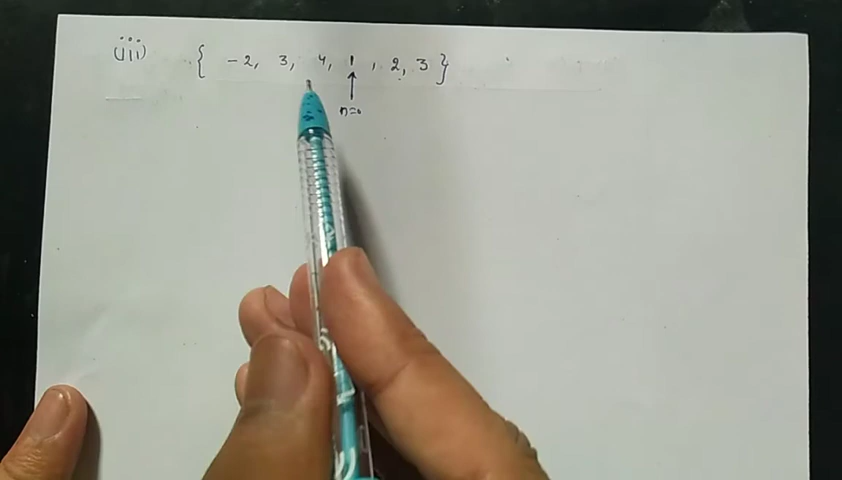 (iii) { -2, 3, 4, 1, 2, 3 }
↑
n=0